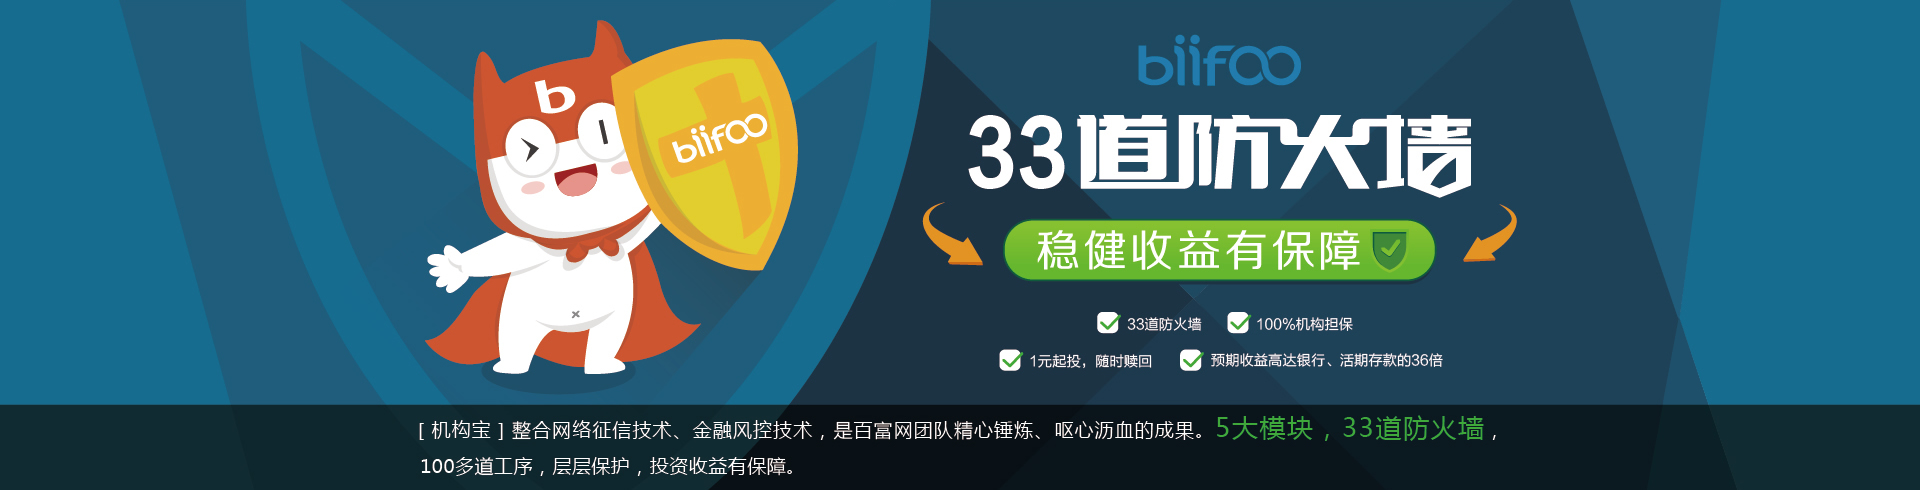 b
biifoo
biifoo
33道防火墙
稳健收益有保障
33道防火墙 100%机构担保
1元起投，随时赎回 预期收益高达银行、活期存款的36倍
[ 机构宝 ] 整合网络征信技术、金融风控技术，是百富网团队精心锤炼、呕心沥血的成果。5大模块，33道防火墙，
100多道工序，层层保护，投资收益有保障。